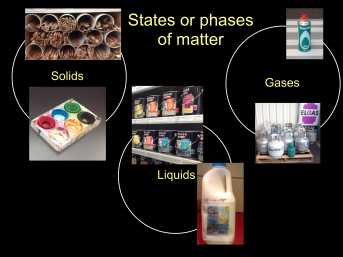 States or phases
of matter
Solids
Gases
ELGAS
Liquids